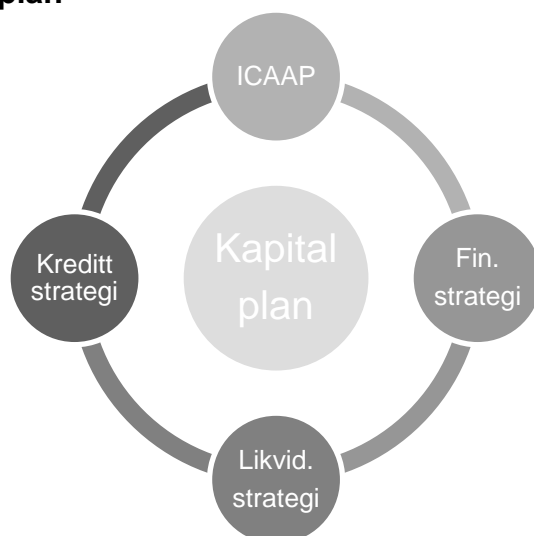 plan
ICAAP
Kreditt
strategi
Kapital
plan
Fin.
strategi
Likvid.
strategi